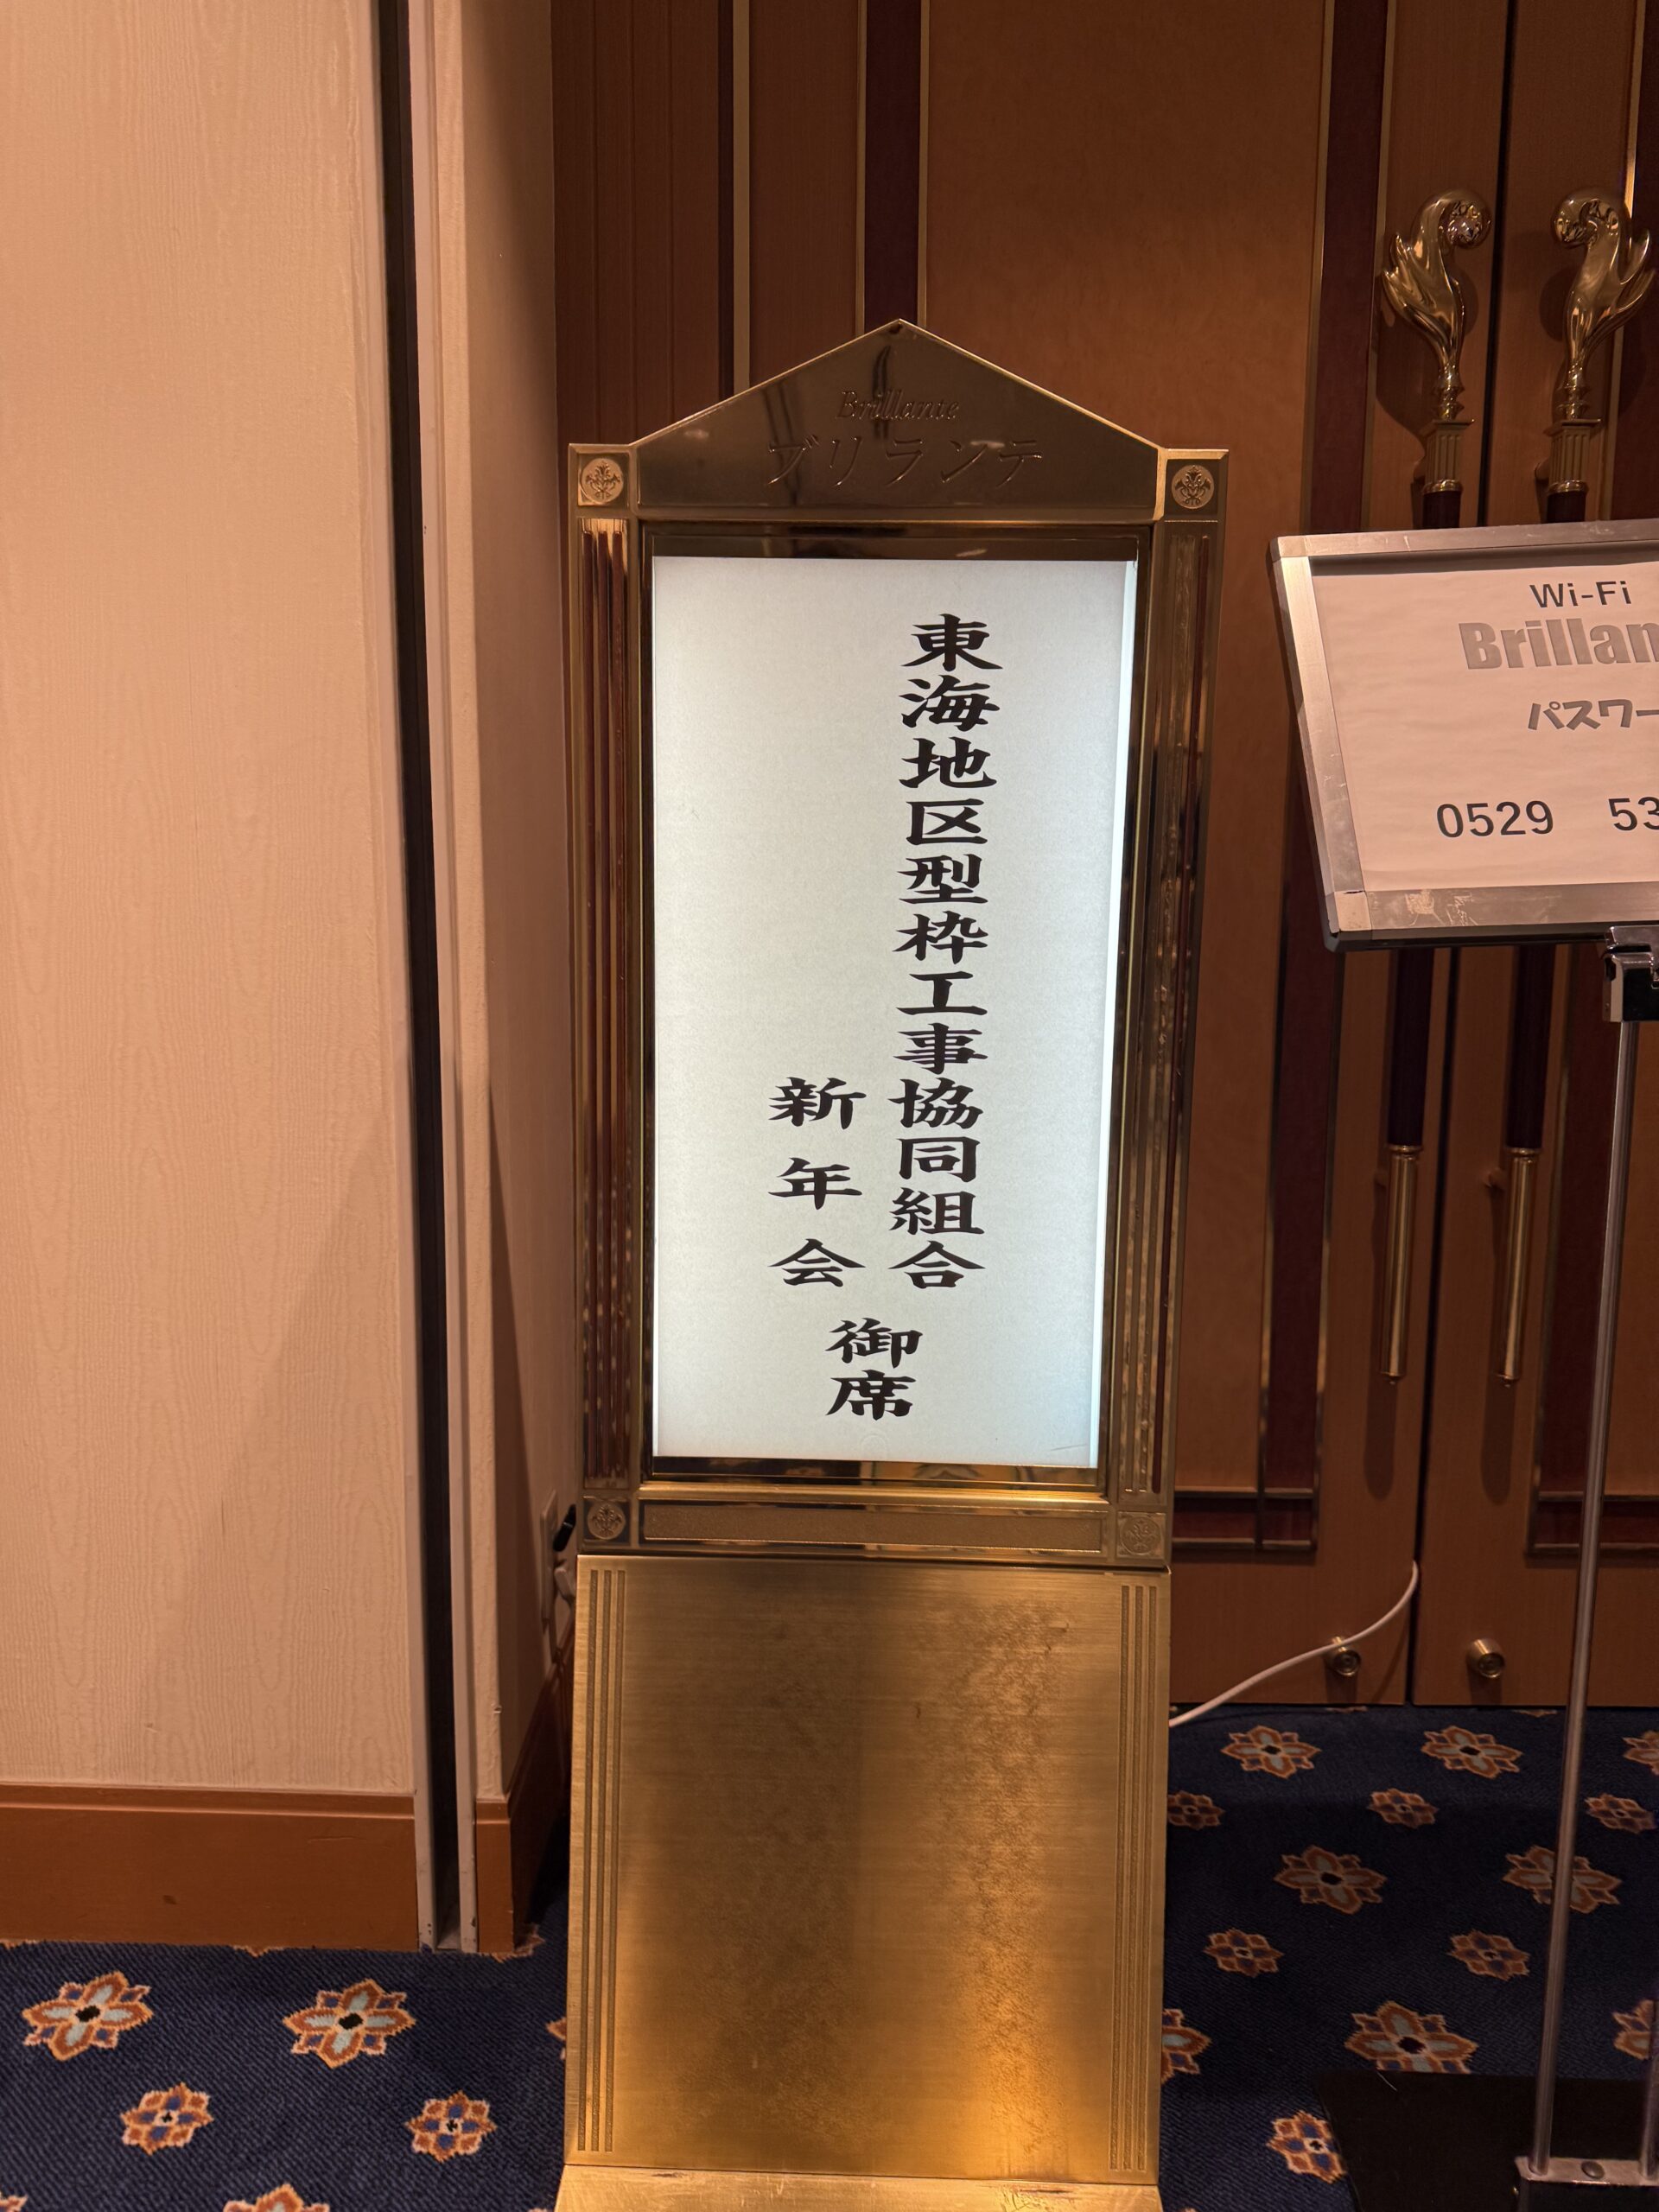 Brillante
ブリランテ
東海地区型枠工事協同組合
新年会
御席
Wi-Fi
Brillan
パスワー
0529 53